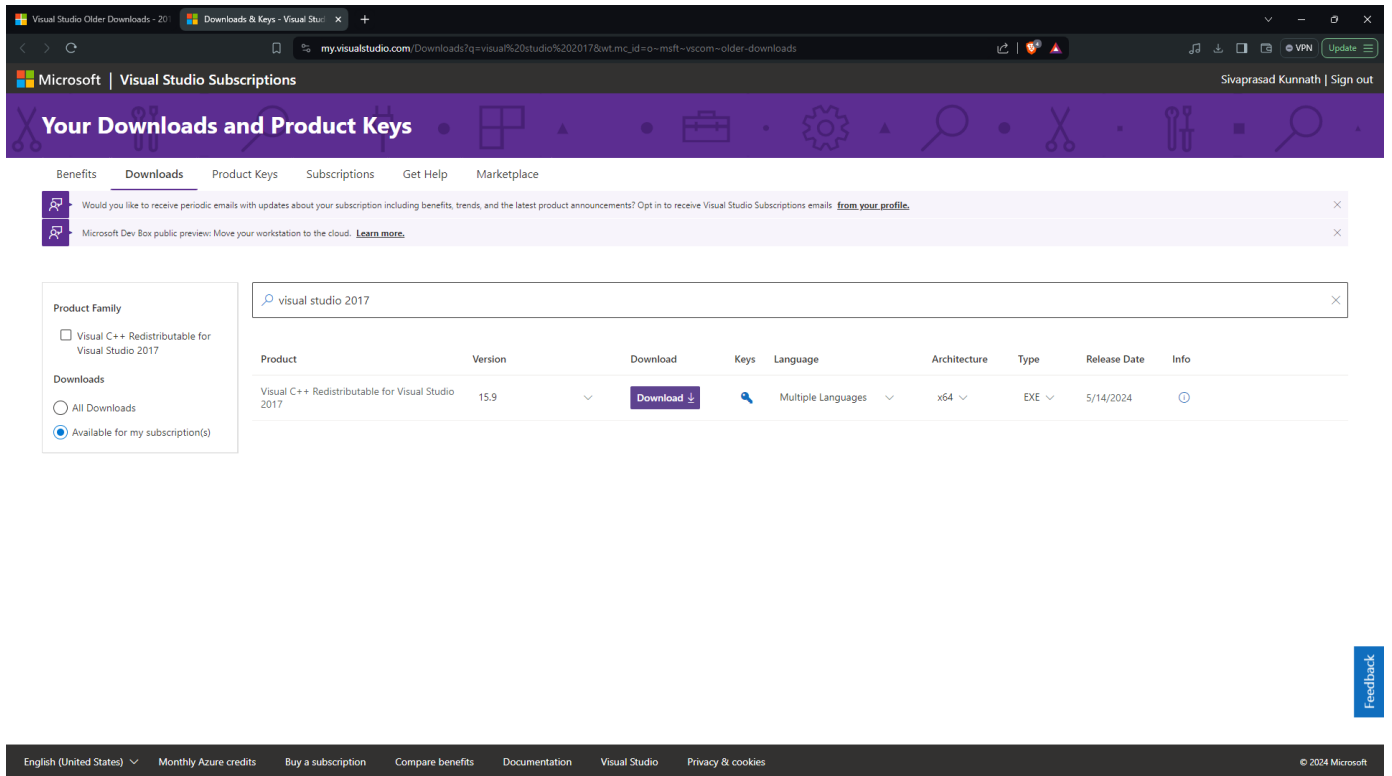 Visual Studio Older Downloads - 201
Downloads & Keys - Visual Stud
my.visualstudio.com/Downloads?q=visual%20studio%202017&wt.mc_id=o~msft~vscom~older-downloads
VPN
Update
Microsoft | Visual Studio Subscriptions
Sivaprasad Kunnath | Sign out
Your Downloads and Product Keys
Benefits Downloads Product Keys Subscriptions Get Help Marketplace
Would you like to receive periodic emails with updates about your subscription including benefits, trends, and the latest product announcements? Opt in to receive Visual Studio Subscriptions emails from your profile.
Microsoft Dev Box public preview: Move your workstation to the cloud. Learn more.
Product Family
Visual C++ Redistributable for
Visual Studio 2017
Downloads
All Downloads
Available for my subscription(s)
visual studio 2017
Product Version Download Keys Language Architecture Type Release Date Info
Visual C++ Redistributable for Visual Studio
2017
15.9 Download Multiple Languages x64 EXE 5/14/2024
Feedback
English (United States) Monthly Azure credits Buy a subscription Compare benefits Documentation Visual Studio Privacy & cookies © 2024 Microsoft